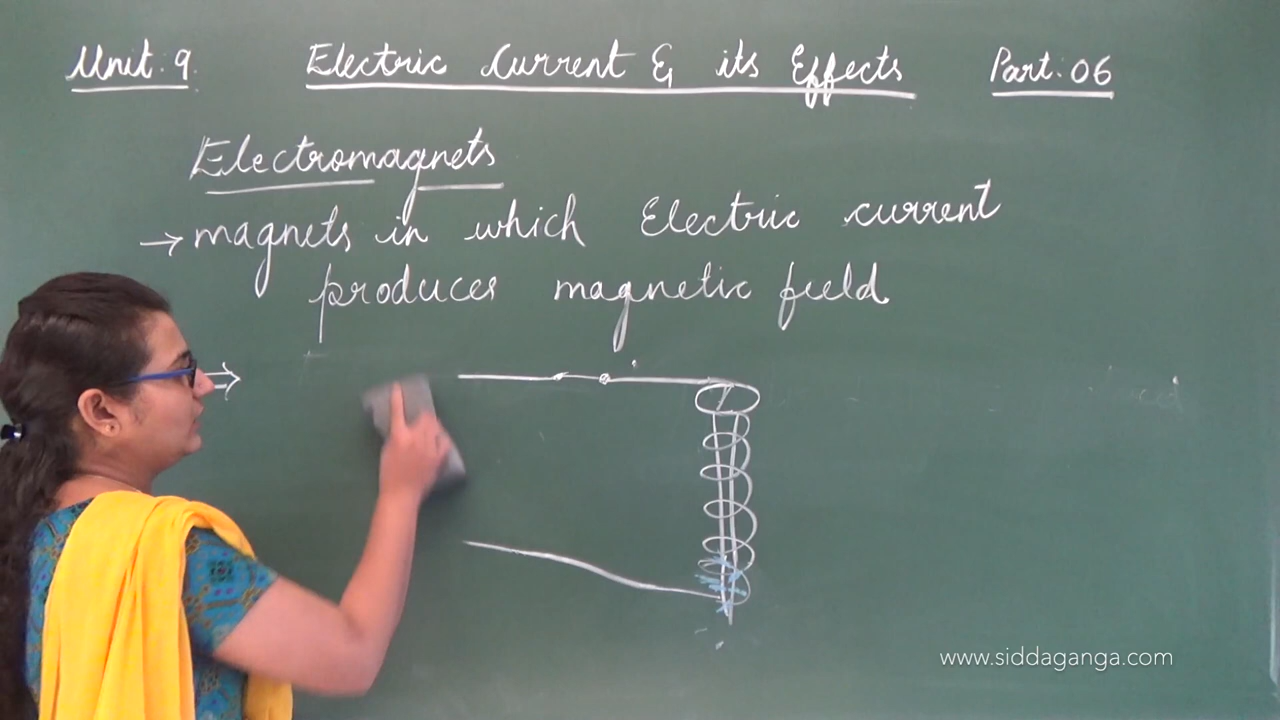 Unit: 9. Electric Current & its Effects Part: 06
Electromagnets
→ magnets in which Electric current
produces magnetic field
www.siddaganga.com